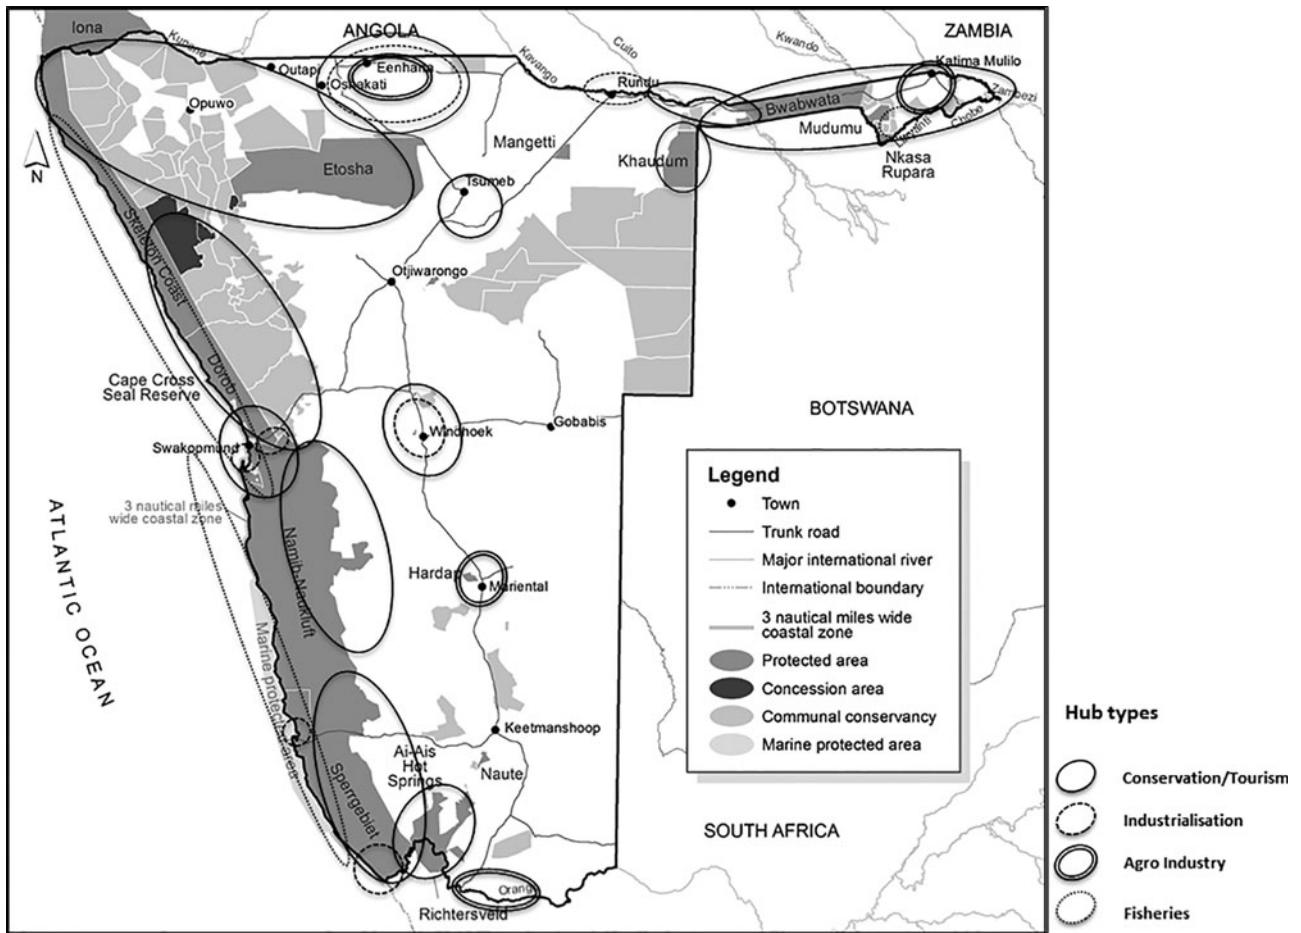 Iona
ANGOLA
ZAMBIA
Kunene
Cuito
Kwando
Kavango
Katima Mulilo
Outapi
Eenhana
Oshakati
Rundu
Zambezi
Opuwo
Bwabwata
Chobe
Mudumu
Linyanti
Mangetti
N
Khaudum
Nkasa
Rupara
Etosha
Tsumeb
Skeleton Coast
Otjiwarongo
Dorob
Cape Cross
Seal Reserve
BOTSWANA
Gobabis
Windhoek
Swakopmund
3 nautical miles
wide coastal zone
ATLANTIC OCEAN
Namib-Naukluft
Hardap
Mariental
Marine protected area
Keetmanshoop
Ai-Ais
Hot
Springs
Naute
Sperrgebiet
SOUTH AFRICA
Orang
Richtersveld
Legend
Town
Trunk road
Major international river
International boundary
3 nautical miles wide
coastal zone
Protected area
Concession area
Communal conservancy
Marine protected area
Hub types
Conservation/Tourism
Industrialisation
Agro Industry
Fisheries